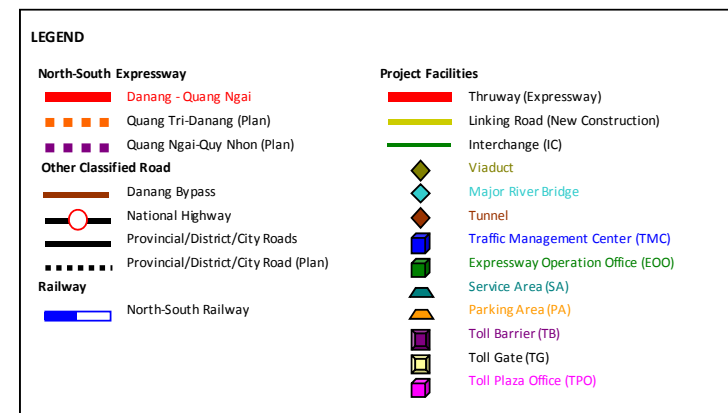 LEGEND
North-South Expressway
Danang - Quang Ngai
Quang Tri-Danang (Plan)
Quang Ngai-Quy Nhon (Plan)
Other Classified Road
Danang Bypass
National Highway
Provincial/District/City Roads
Provincial/District/City Road (Plan)
Railway
North-South Railway
Project Facilities
Thruway (Expressway)
Linking Road (New Construction)
Interchange (IC)
Viaduct
Major River Bridge
Tunnel
Traffic Management Center (TMC)
Expressway Operation Office (EOO)
Service Area (SA)
Parking Area (PA)
Toll Barrier (TB)
Toll Gate (TG)
Toll Plaza Office (TPO)